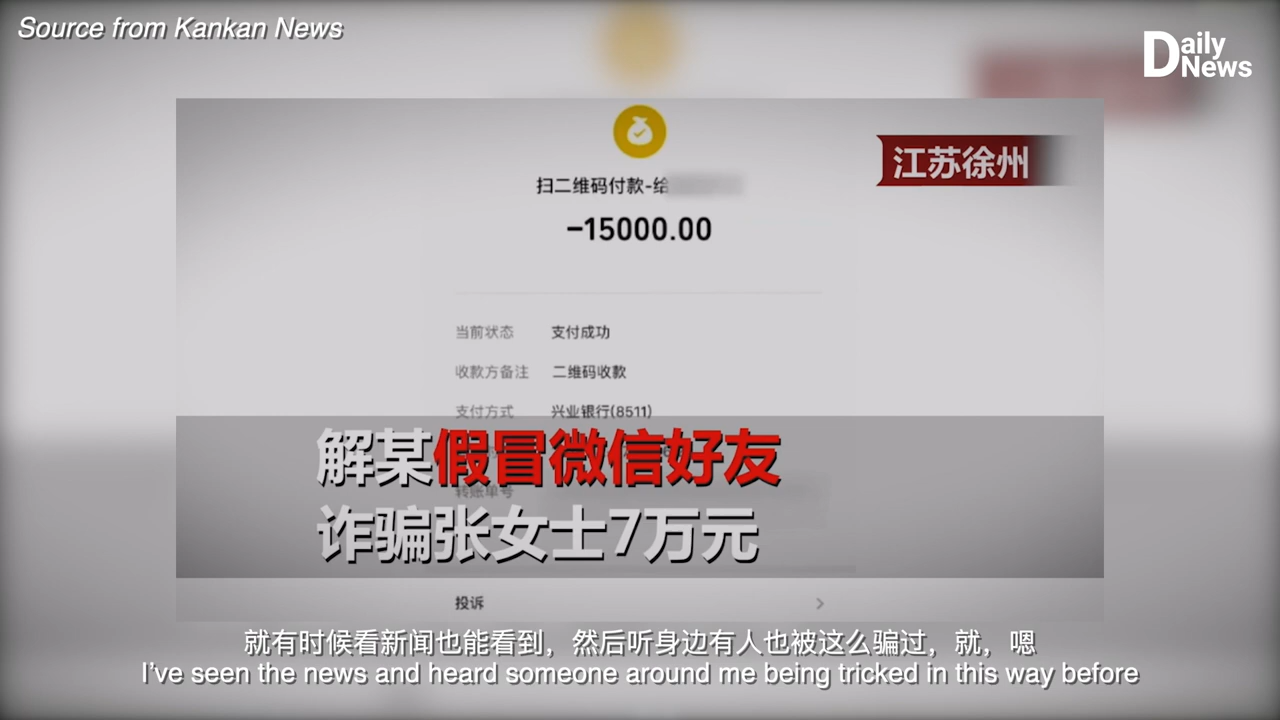 Source from Kankan News
Daily
News
江苏徐州
扫二维码付款-给
-15000.00
当前状态 支付成功
收款方备注 二维码收款
支付方式 兴业银行(8511)
解某假冒微信好友
转账单号
诈骗张女士7万元
投诉
就有时候看新闻也能看到，然后听身边有人也被这么骗过，就，嗯
I've seen the news and heard someone around me being tricked in this way before